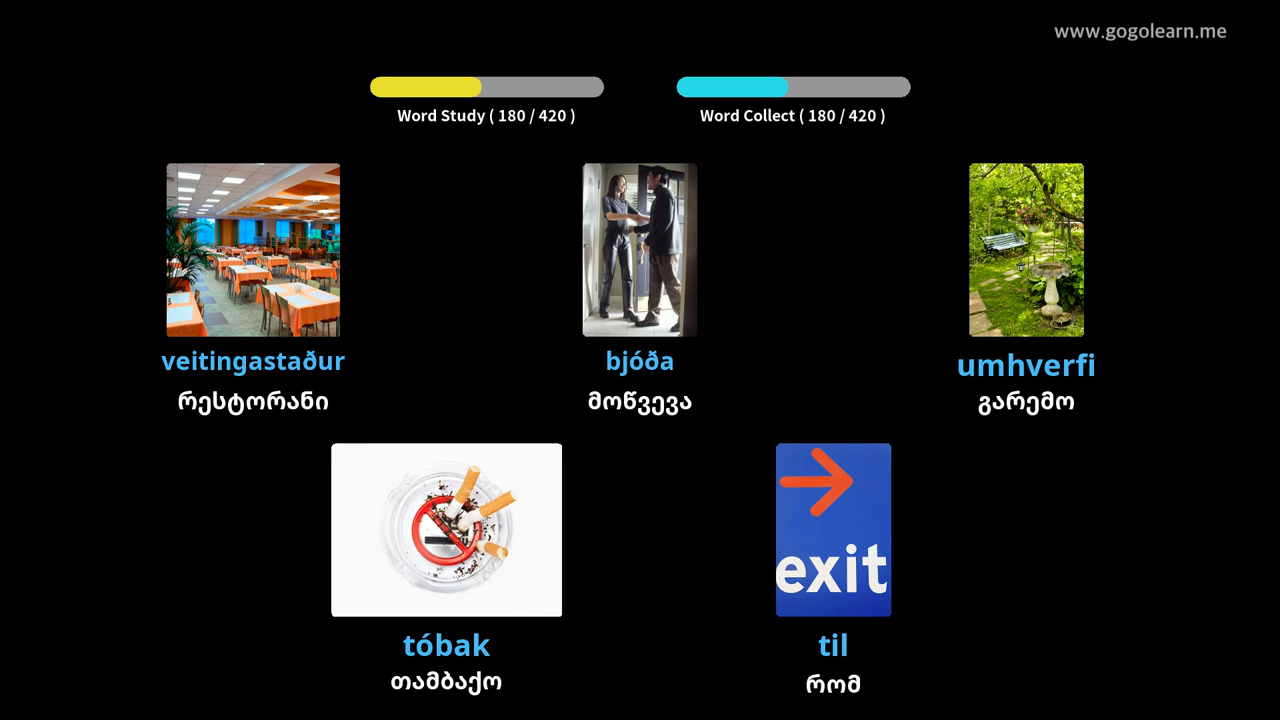 www.gogolearn.me
Word Study ( 180 / 420 )
Word Collect ( 180 / 420 )
veitingastaður
bjóða
umhverfi
რესტორანი
მოწვევა
გარემო
exit
tóbak
til
თამბაქო
რომ